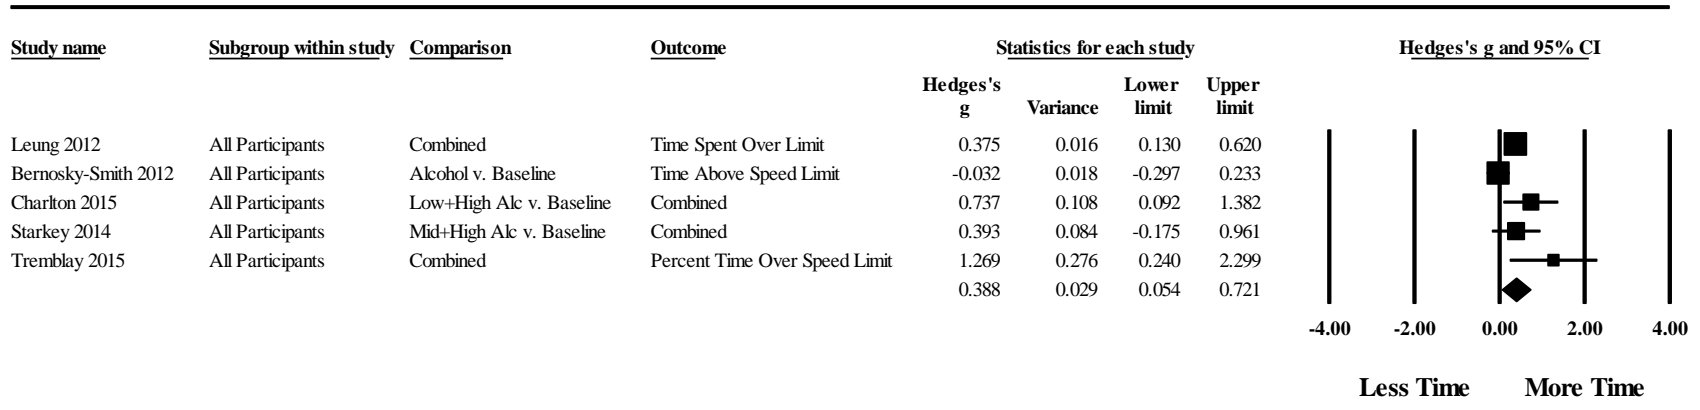 Study name Subgroup within study Comparison Outcome Statistics for each study Hedges's g and 95% CI
Hedges's Lower Upper
g Variance limit limit
Leung 2012 All Participants Combined Time Spent Over Limit 0.375 0.016 0.130 0.620
Bernosky-Smith 2012 All Participants Alcohol v. Baseline Time Above Speed Limit -0.032 0.018 -0.297 0.233
Charlton 2015 All Participants Low+High Alc v. Baseline Combined 0.737 0.108 0.092 1.382
Starkey 2014 All Participants Mid+High Alc v. Baseline Combined 0.393 0.084 -0.175 0.961
Tremblay 2015 All Participants Combined Percent Time Over Speed Limit 1.269 0.276 0.240 2.299
0.388 0.029 0.054 0.721
-4.00 -2.00 0.00 2.00 4.00
Less Time More Time